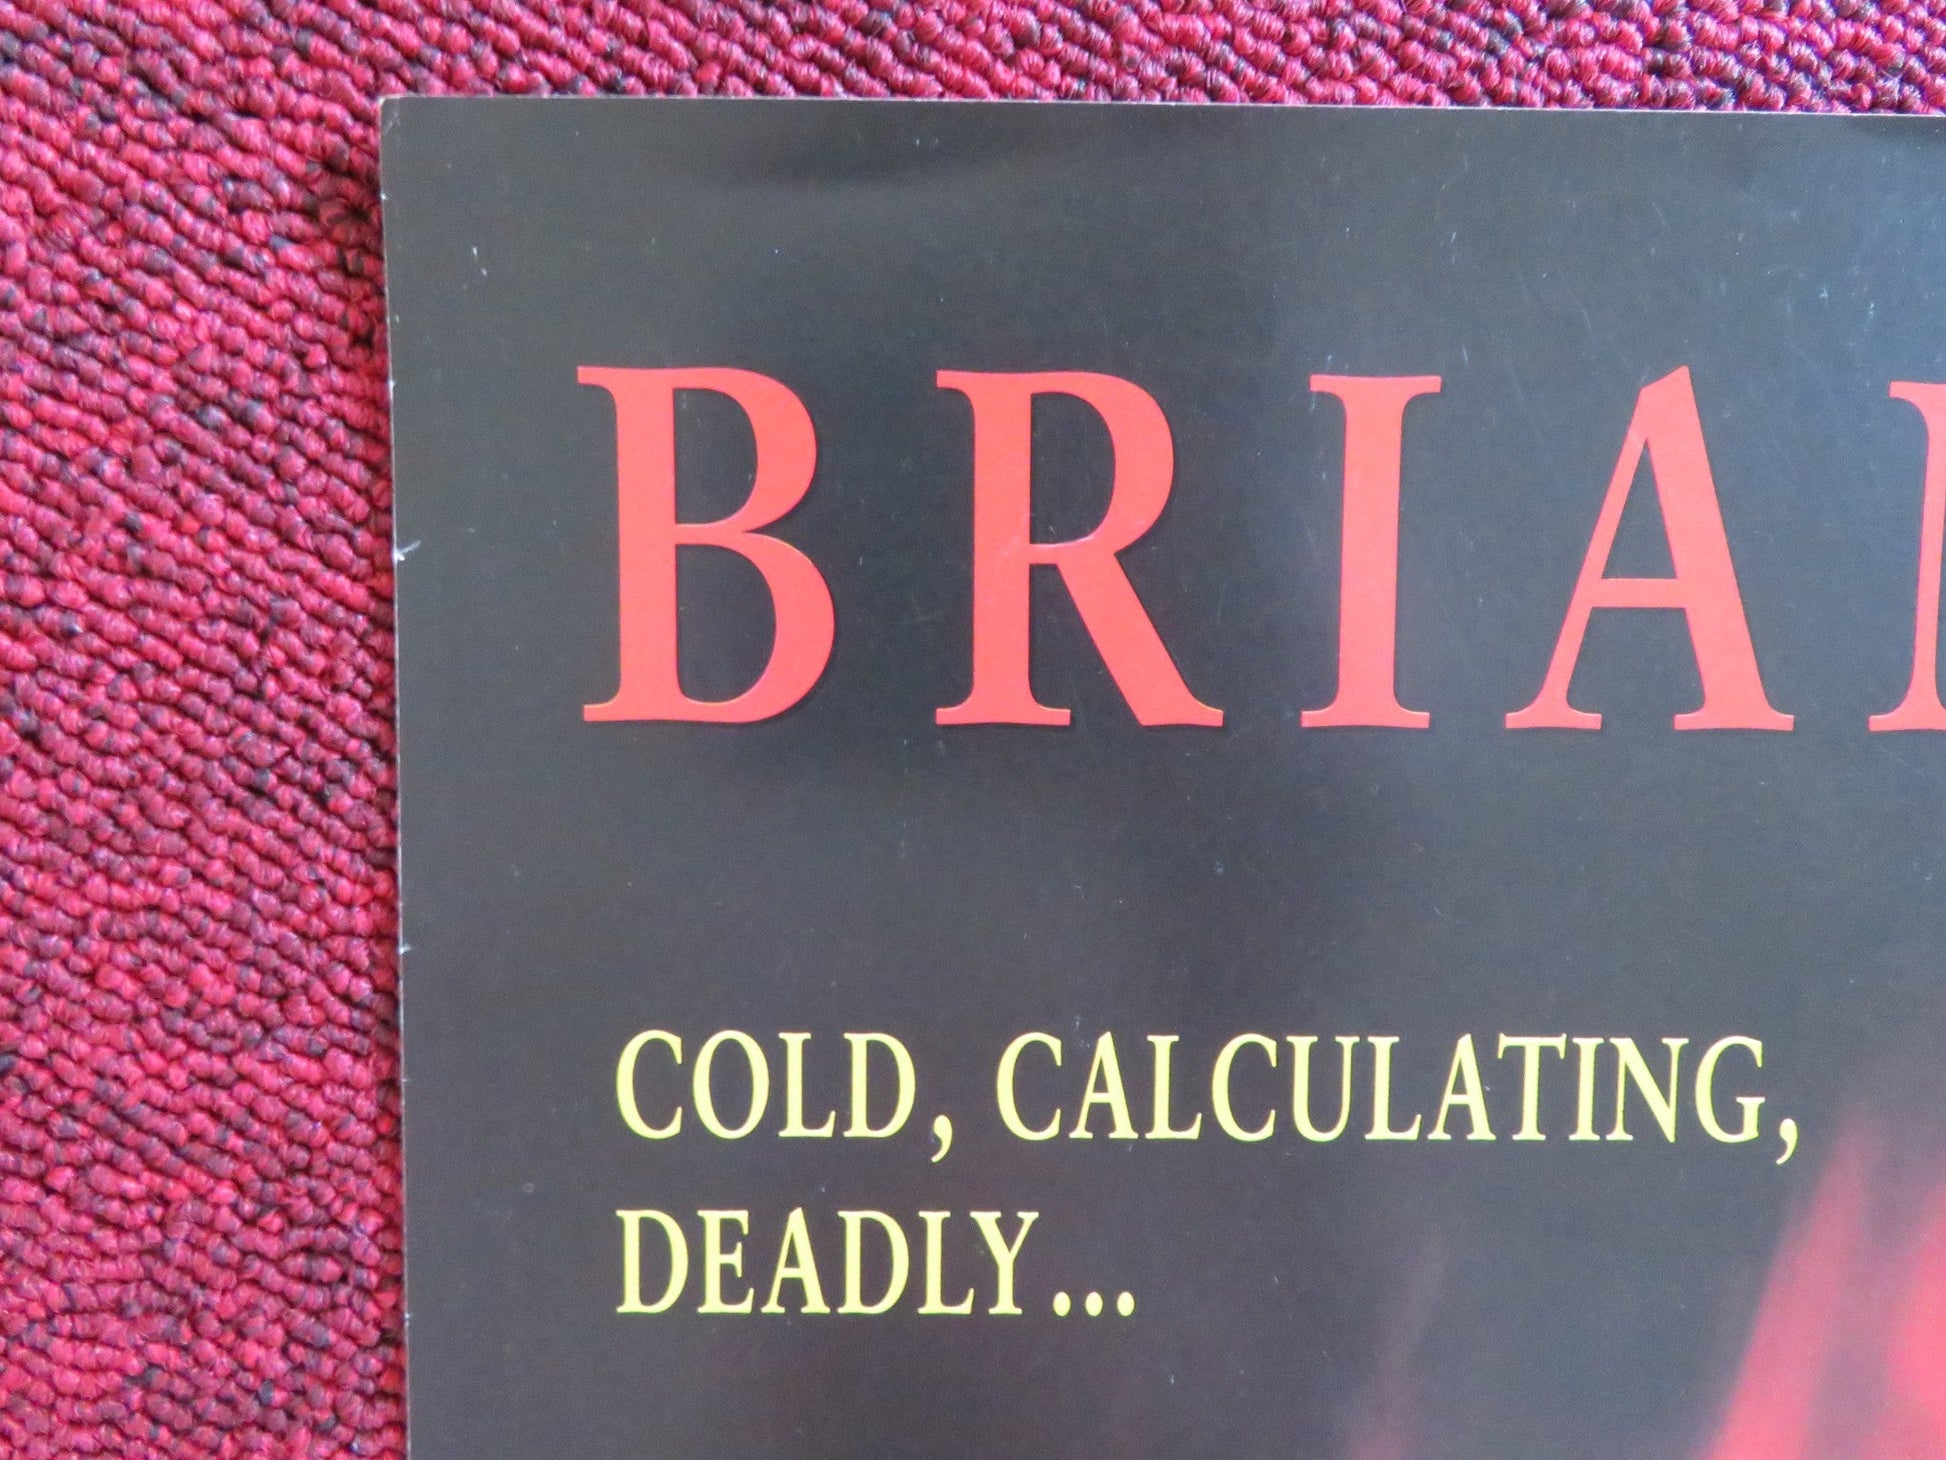 BRIA
COLD, CALCULATING,
DEADLY...